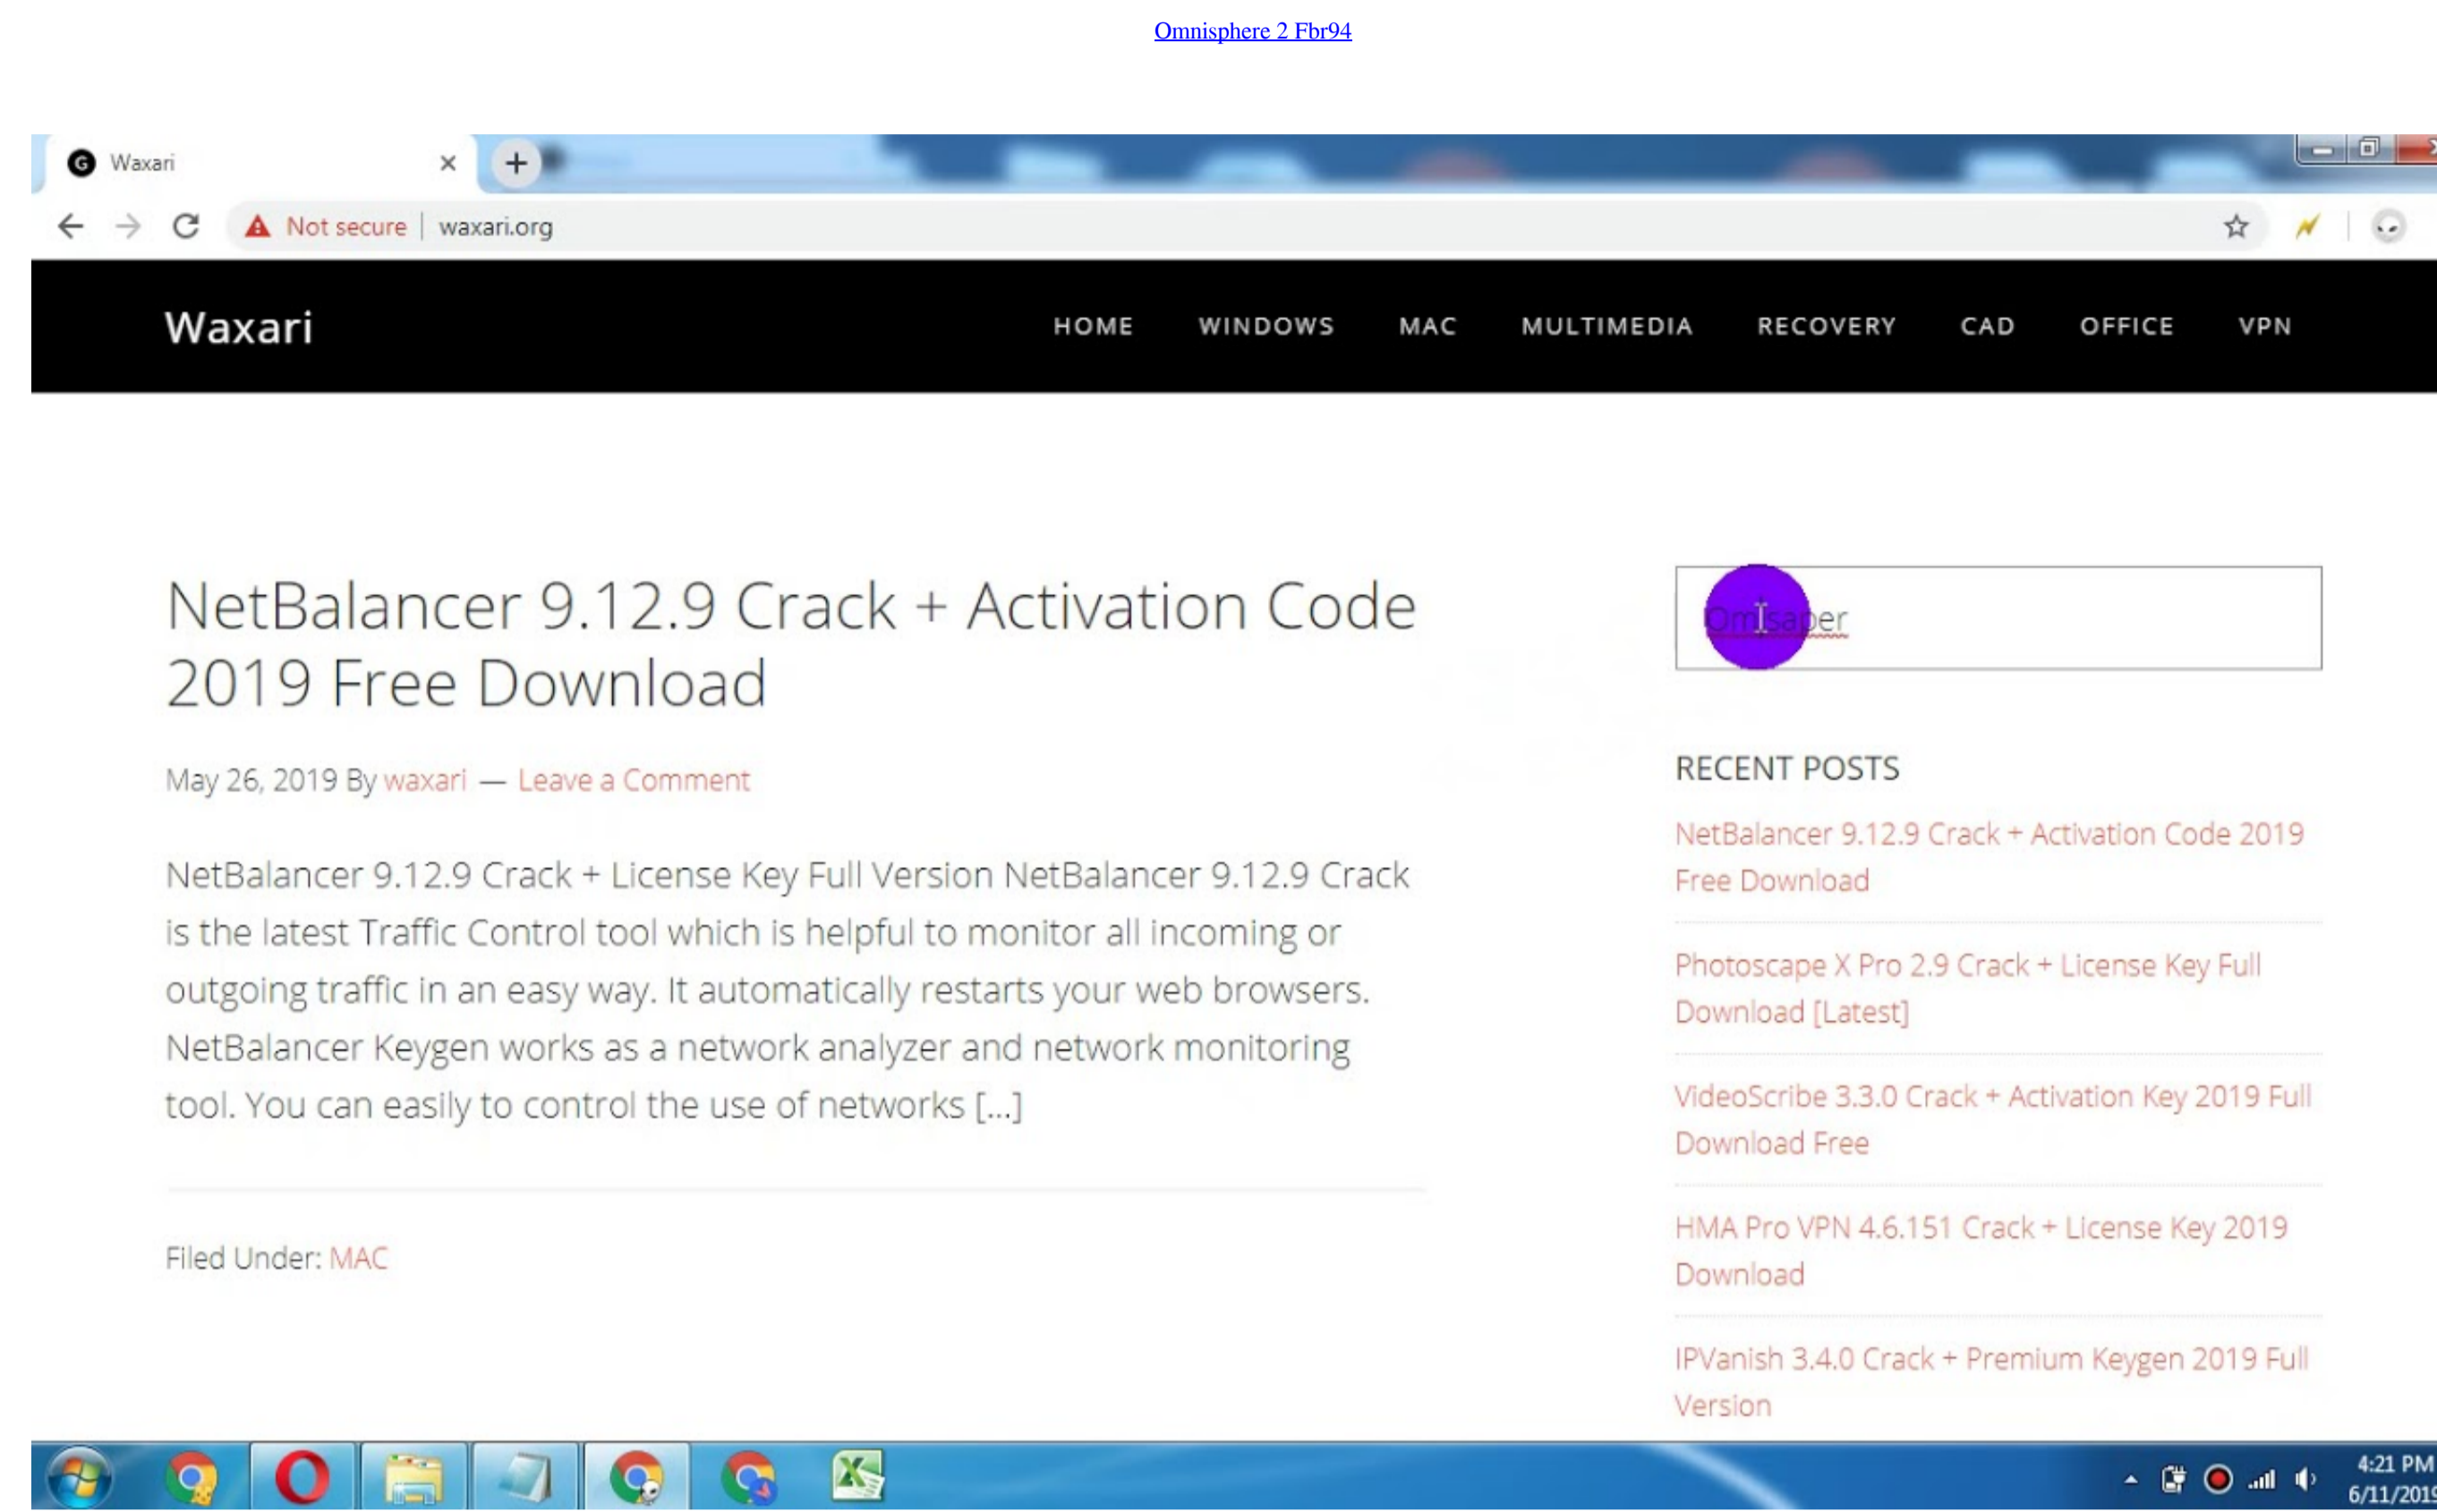 Omnisphere 2 Fbr94
Waxari
Not secure | waxari.org
Waxari
HOME WINDOWS MAC MULTIMEDIA RECOVERY CAD OFFICE VPN
NetBalancer 9.12.9 Crack + Activation Code
2019 Free Download
May 26, 2019 By waxari — Leave a Comment
NetBalancer 9.12.9 Crack + License Key Full Version NetBalancer 9.12.9 Crack
is the latest Traffic Control tool which is helpful to monitor all incoming or
outgoing traffic in an easy way. It automatically restarts your web browsers.
NetBalancer Keygen works as a network analyzer and network monitoring
tool. You can easily to control the use of networks [...]
Filed Under: MAC
Omisaper
RECENT POSTS
NetBalancer 9.12.9 Crack + Activation Code 2019
Free Download
Photoscape X Pro 2.9 Crack + License Key Full
Download [Latest]
VideoScribe 3.3.0 Crack + Activation Key 2019 Full
Download Free
HMA Pro VPN 4.6.151 Crack + License Key 2019
Download
IPVanish 3.4.0 Crack + Premium Keygen 2019 Full
Version
4:21 PM
6/11/2019